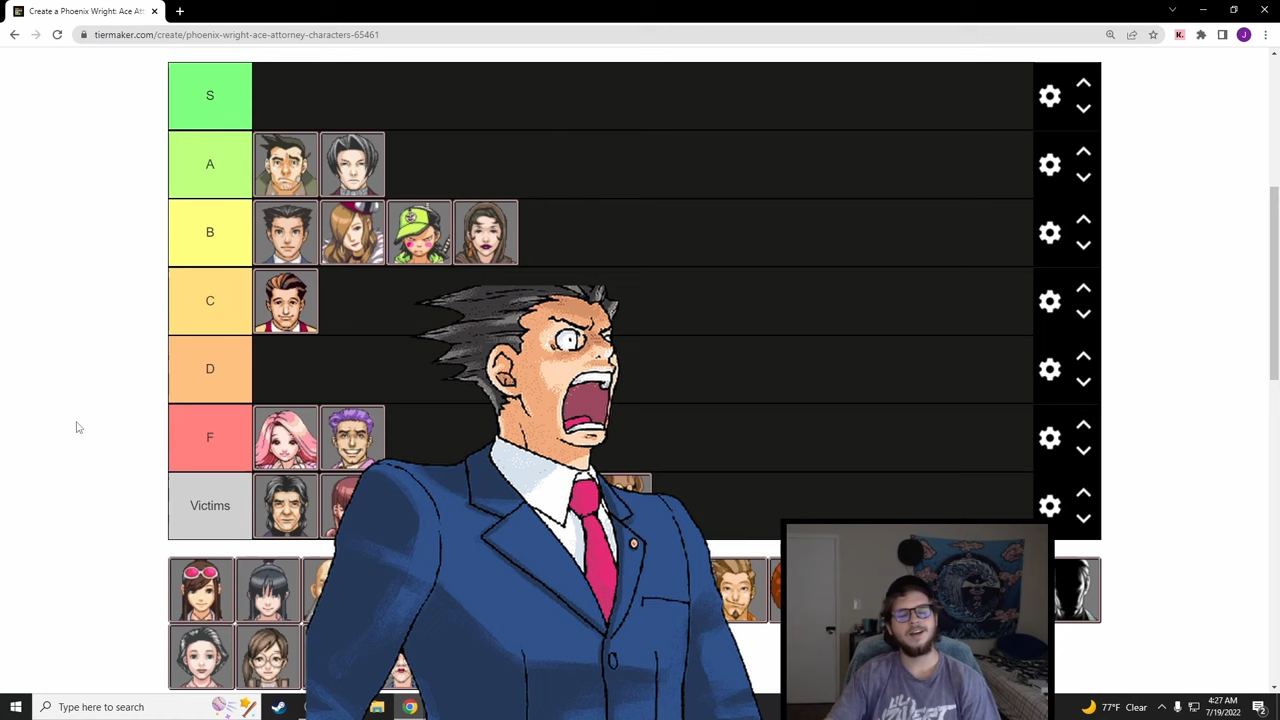 Create a Phoenix Wright: Ace Att
tiermaker.com/create/phoenix-wright-ace-attorney-characters-65461
K.
J
S
A
B
C
D
F
Victims
Type here to search
77°F Clear
4:27 AM
7/19/2022
2